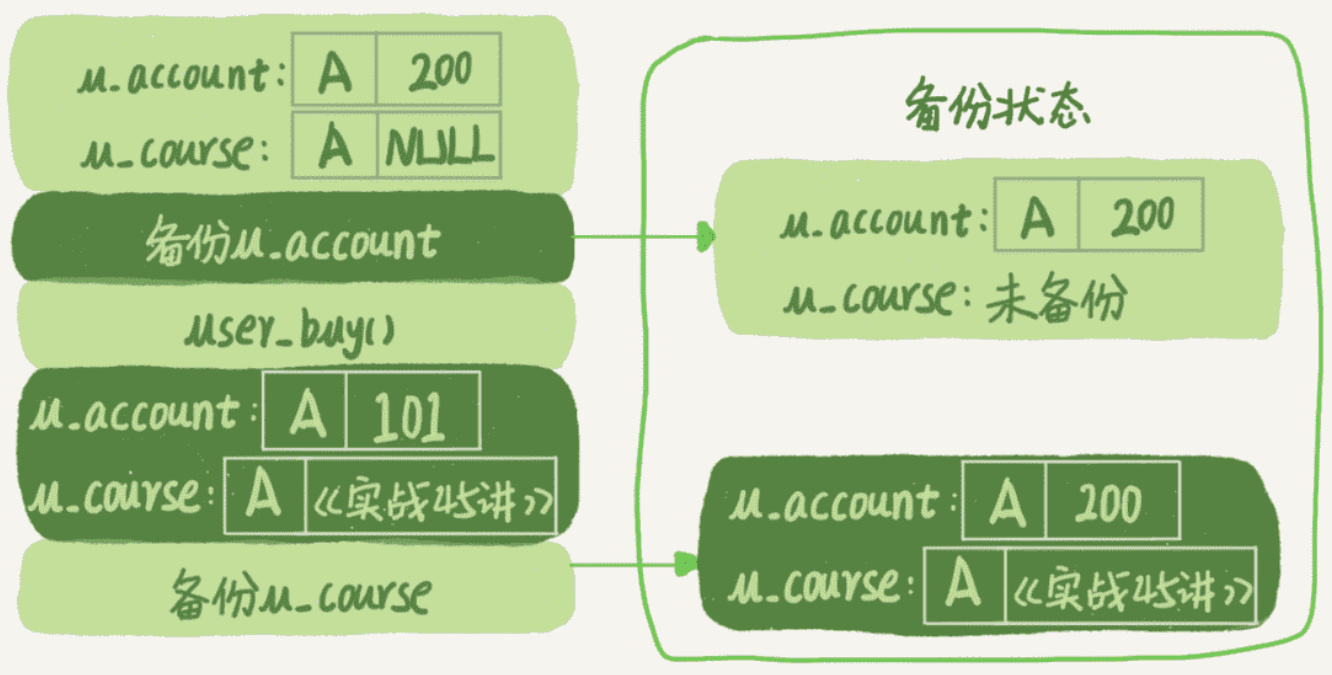 u_account: A 200
u_course: A NULL
备份u_account
user_buy()
u_account: A 101
u_course: A 《实战45讲》
备份u_course
备份状态
u_account: A 200
u_course: 未备份
u_account: A 200
u_course: A 《实战45讲》